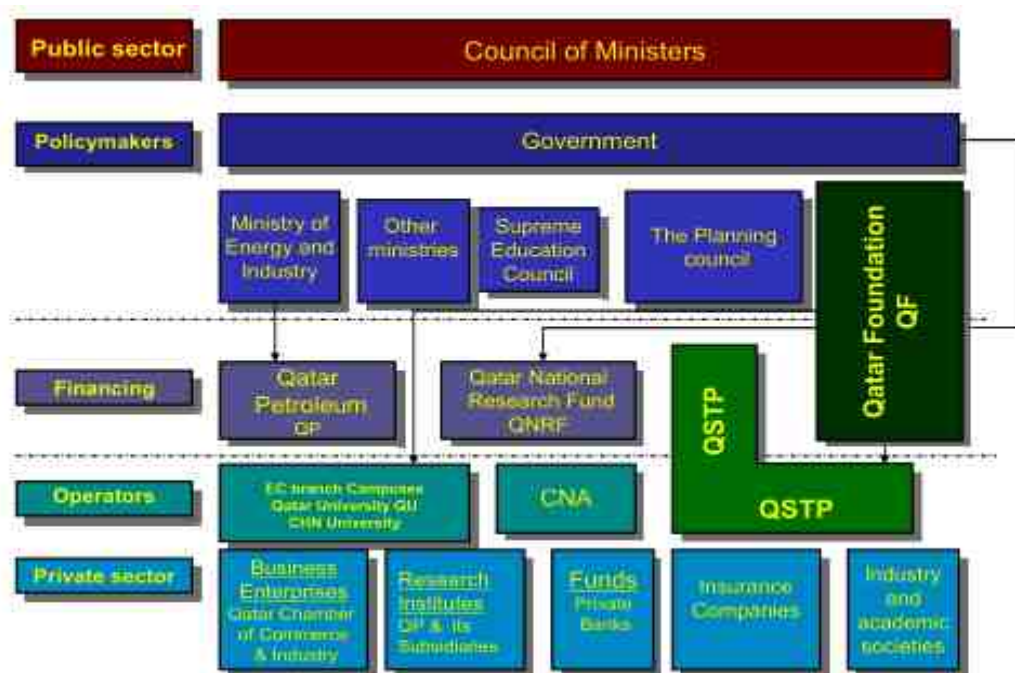 Public sector
Council of Ministers
Policymakers
Government
Ministry of
Energy and
Industry
Other
ministries
Supreme
Education
Council
The Planning
council
Qatar Foundation
QF
Financing
Qatar
Petroleum
QP
Qatar National
Research Fund
QNRF
QSTP
Operators
EC branch Campuses
Qatar University QU
CHN University
CNA
QSTP
Private sector
Business
Enterprises
Qatar Chamber
of Commerce
& Industry
Research
Institutes
QP & its
Subsidiaries
Funds
Private
Banks
Insurance
Companies
Industry
and
academic
societies